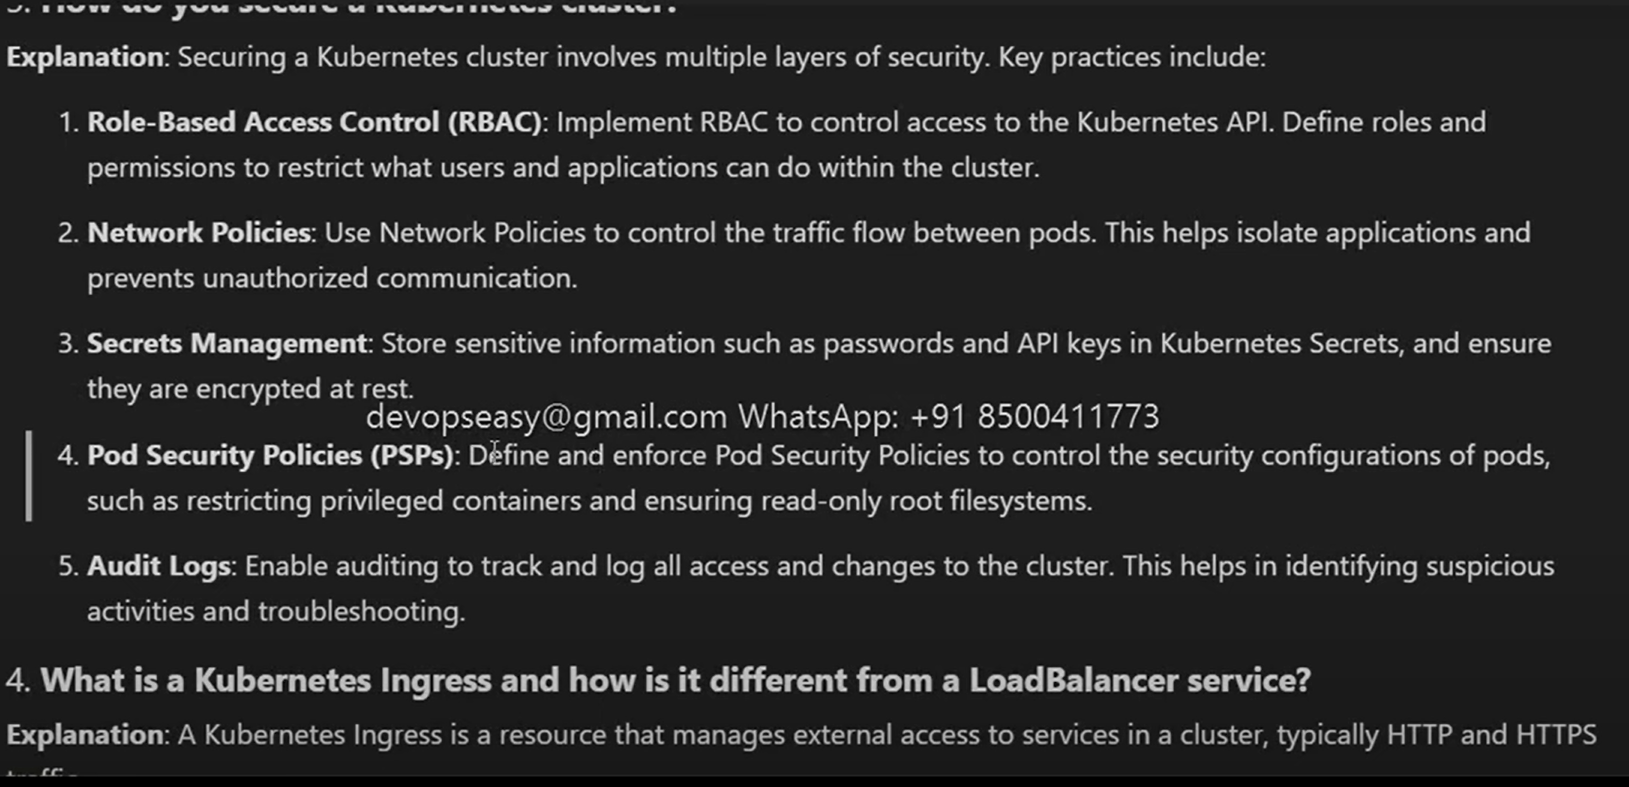 3. How do you secure a Kubernetes cluster?
Explanation: Securing a Kubernetes cluster involves multiple layers of security. Key practices include:
1. Role-Based Access Control (RBAC): Implement RBAC to control access to the Kubernetes API. Define roles and
permissions to restrict what users and applications can do within the cluster.
2. Network Policies: Use Network Policies to control the traffic flow between pods. This helps isolate applications and
prevents unauthorized communication.
3. Secrets Management: Store sensitive information such as passwords and API keys in Kubernetes Secrets, and ensure
they are encrypted at rest.
devopseasy@gmail.com WhatsApp: +91 8500411773
4. Pod Security Policies (PSPs): Define and enforce Pod Security Policies to control the security configurations of pods,
such as restricting privileged containers and ensuring read-only root filesystems.
5. Audit Logs: Enable auditing to track and log all access and changes to the cluster. This helps in identifying suspicious
activities and troubleshooting.
4. What is a Kubernetes Ingress and how is it different from a LoadBalancer service?
Explanation: A Kubernetes Ingress is a resource that manages external access to services in a cluster, typically HTTP and HTTPS